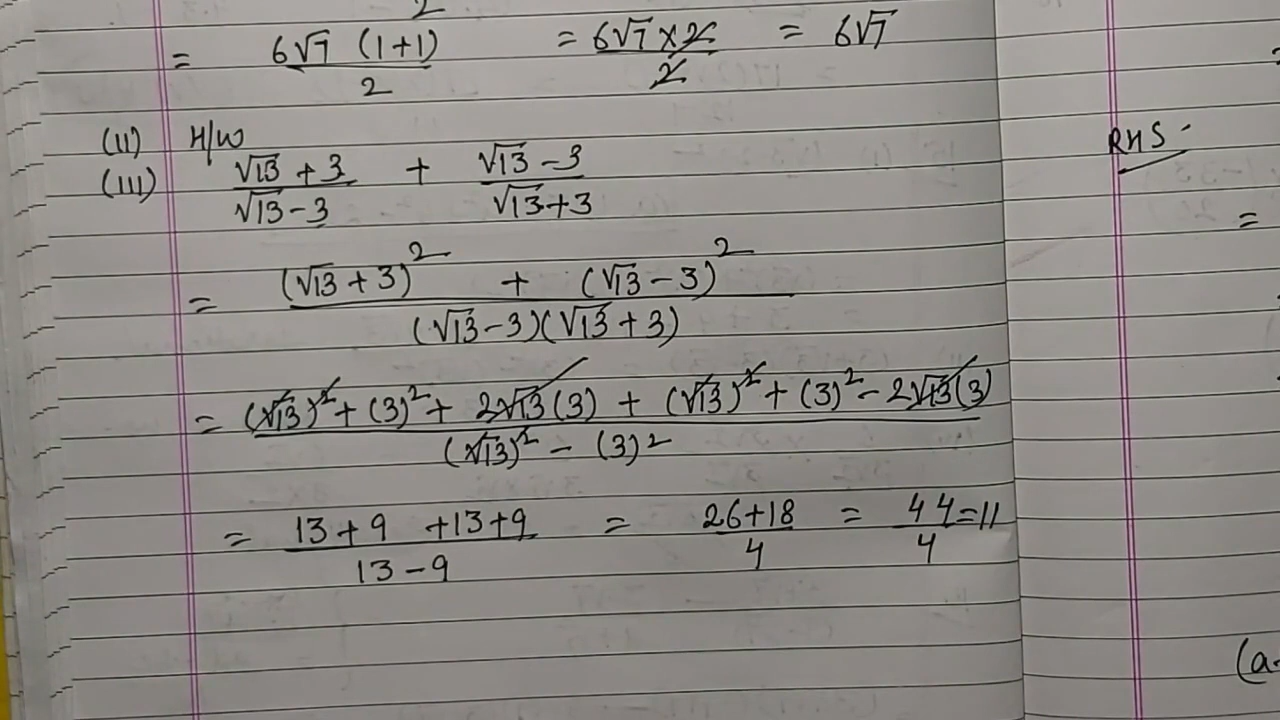 2
= 6√7 (1+1) / 2 = 6√7 × 2 / 2 = 6√7
(II) H/W
(III) √13 + 3 / √13 - 3 + √13 - 3 / √13 + 3
= (√13 + 3)² + (√13 - 3)² / (√13 - 3)(√13 + 3)
= (√13)² + (3)² + 2√13 (3) + (√13)² + (3)² - 2√13 (3) / (√13)² - (3)²
= 13 + 9 + 13 + 9 / 13 - 9 = 26 + 18 / 4 = 44 / 4 = 11
RHS
=
(a-